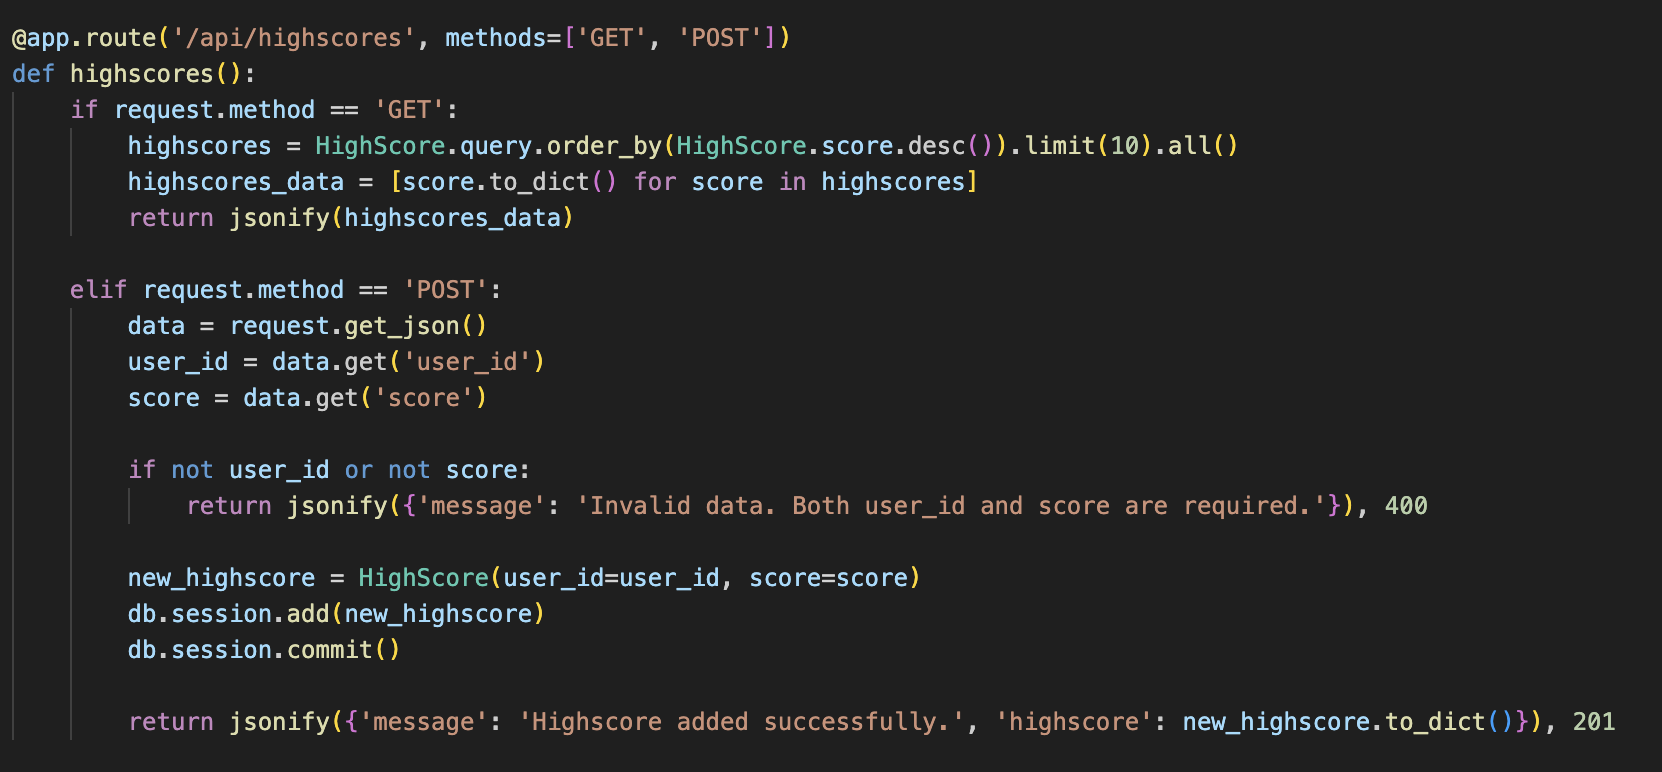 @app.route('/api/highscores', methods=['GET', 'POST'])
def highscores():
    if request.method == 'GET':
        highscores = HighScore.query.order_by(HighScore.score.desc()).limit(10).all()
        highscores_data = [score.to_dict() for score in highscores]
        return jsonify(highscores_data)

    elif request.method == 'POST':
        data = request.get_json()
        user_id = data.get('user_id')
        score = data.get('score')

        if not user_id or not score:
            return jsonify({'message': 'Invalid data. Both user_id and score are required.'}), 400

        new_highscore = HighScore(user_id=user_id, score=score)
        db.session.add(new_highscore)
        db.session.commit()

        return jsonify({'message': 'Highscore added successfully.', 'highscore': new_highscore.to_dict()}), 201